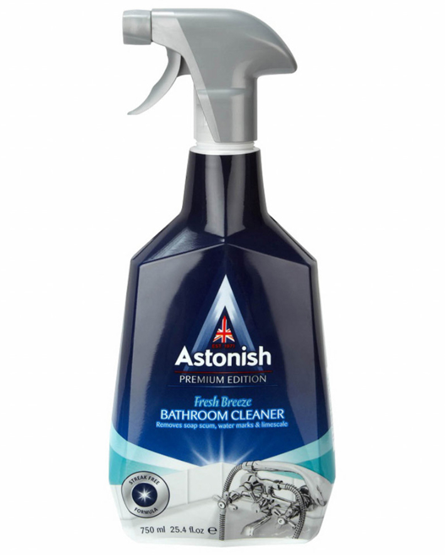 Astonish
PREMIUM EDITION
Fresh Breeze
BATHROOM CLEANER
Removes soap scum, water marks & limescale
STREAK FREE
FORMULA
750 ml 25.4 fl.oz e